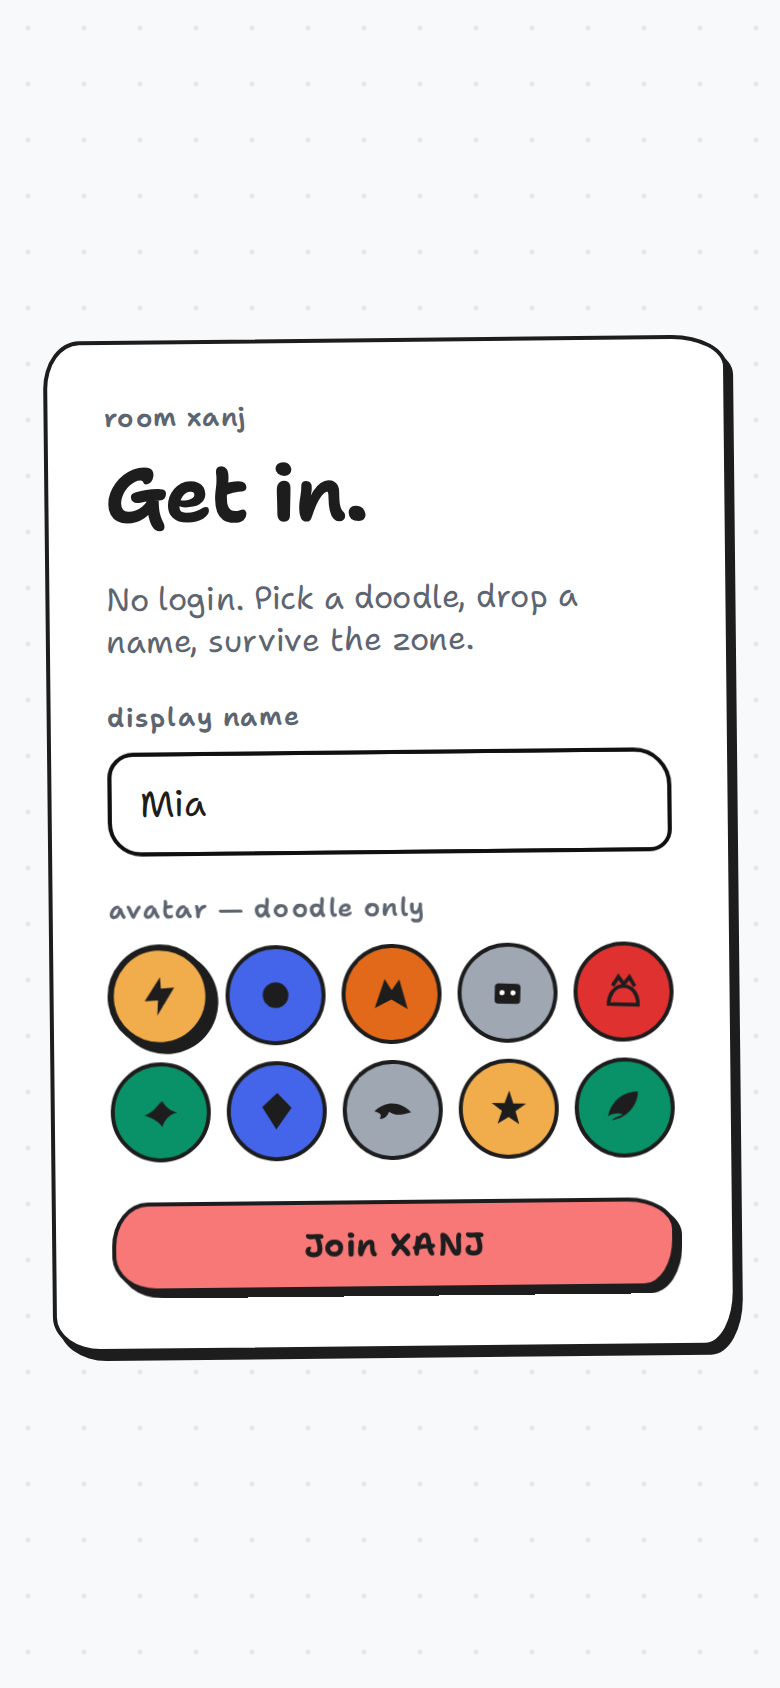 room xanj
Get in.
No login. Pick a doodle, drop a
name, survive the zone.
display name
Mia
avatar — doodle only
Join XANJ